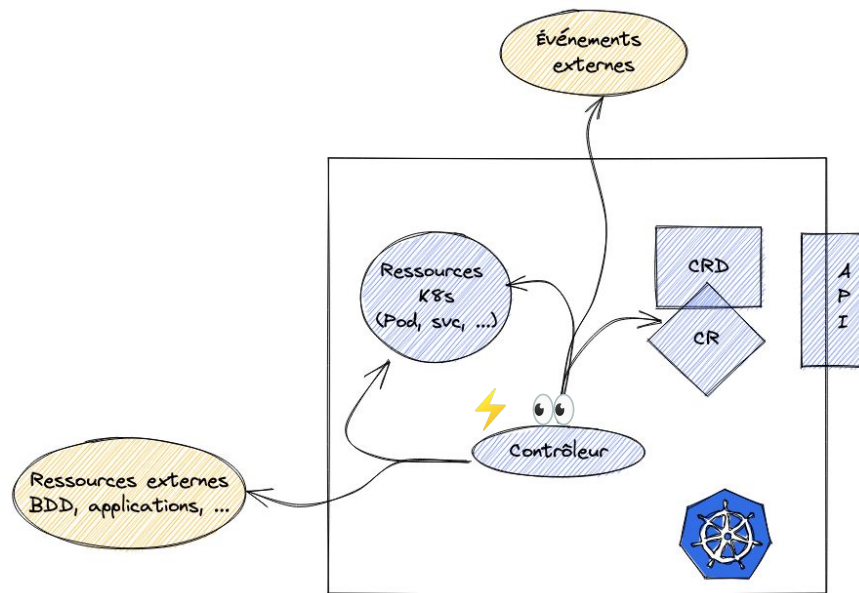 Événements
externes
Ressources
K8s
(Pod, svc, ...)
CRD
CR
A
P
I
Contrôleur
Ressources externes
BDD, applications, ...